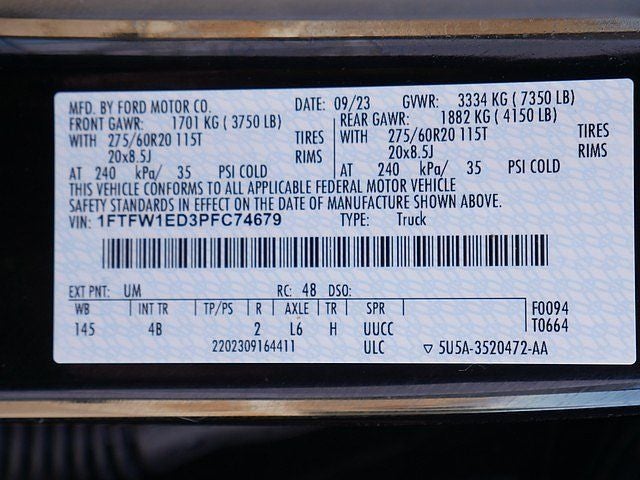 MFD. BY FORD MOTOR CO. DATE: 09/23 GVWR: 3334 KG ( 7350 LB)
FRONT GAWR: 1701 KG ( 3750 LB) REAR GAWR: 1882 KG ( 4150 LB)
WITH 275/60R20 115T TIRES WITH 275/60R20 115T TIRES
20x8.5J RIMS 20x8.5J RIMS
AT 240 kPa/ 35 PSI COLD AT 240 kPa/ 35 PSI COLD
THIS VEHICLE CONFORMS TO ALL APPLICABLE FEDERAL MOTOR VEHICLE
SAFETY STANDARDS IN EFFECT ON THE DATE OF MANUFACTURE SHOWN ABOVE.
VIN: 1FTFW1ED3PFC74679 TYPE: Truck
EXT PNT: UM RC: 48 DSO:
WB INT TR TP/PS R AXLE TR SPR F0094
145 4B 2 L6 H UUCC T0664
2202309164411 ULC ▽ 5U5A-3520472-AA